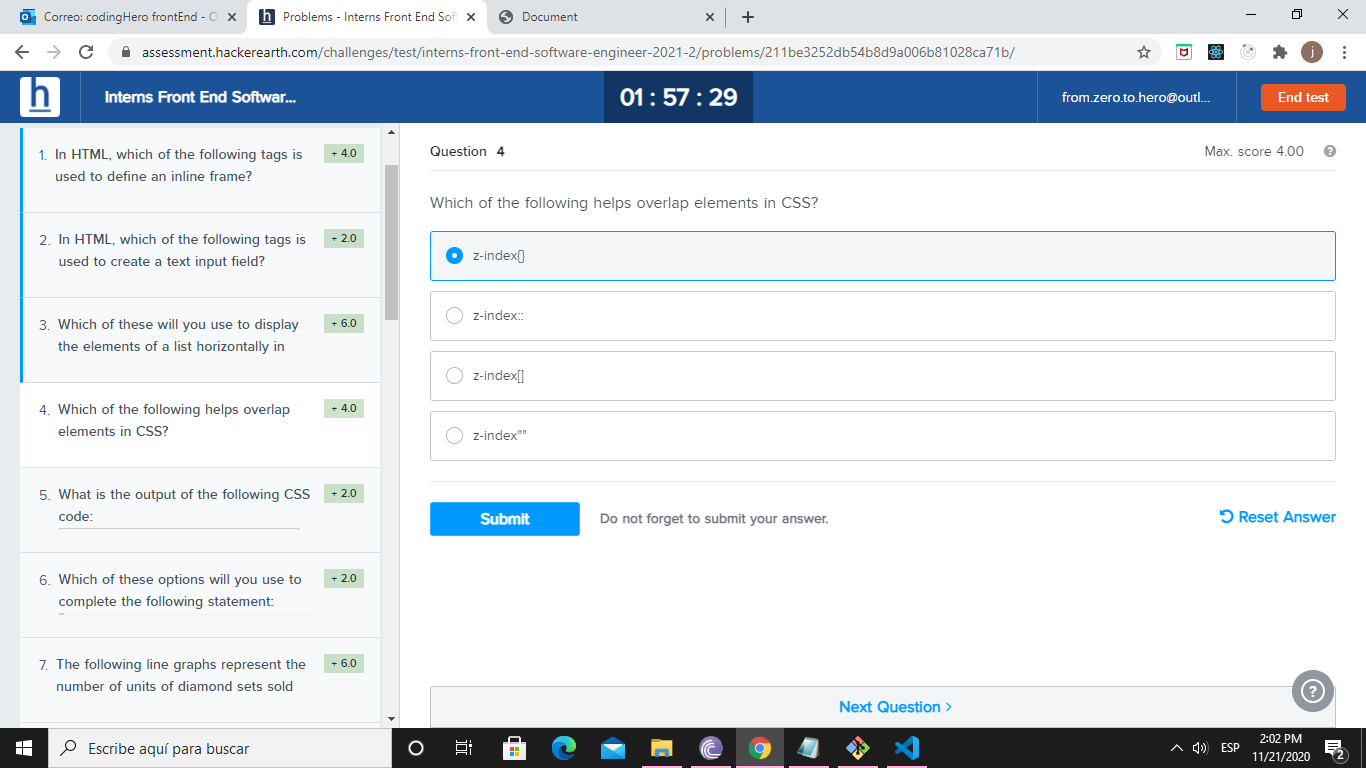 Correo: codingHero frontEnd - O
Problems - Interns Front End Soft
Document
assessment.hackerearth.com/challenges/test/interns-front-end-software-engineer-2021-2/problems/211be3252db54b8d9a006b81028ca71b/
j
h
Interns Front End Softwar...
01 : 57 : 29
from.zero.to.hero@outl...
End test
1. In HTML, which of the following tags is
used to define an inline frame?
+ 4.0
2. In HTML, which of the following tags is
used to create a text input field?
+ 2.0
3. Which of these will you use to display
the elements of a list horizontally in
+ 6.0
4. Which of the following helps overlap
elements in CSS?
+ 4.0
5. What is the output of the following CSS
code:
+ 2.0
6. Which of these options will you use to
complete the following statement:
+ 2.0
7. The following line graphs represent the
number of units of diamond sets sold
+ 6.0
Question 4
Max. score 4.00
?
Which of the following helps overlap elements in CSS?
z-index{}
z-index::
z-index[]
z-index""
Submit
Do not forget to submit your answer.
Reset Answer
Next Question >
?
Escribe aquí para buscar
ESP
2:02 PM
11/21/2020
2